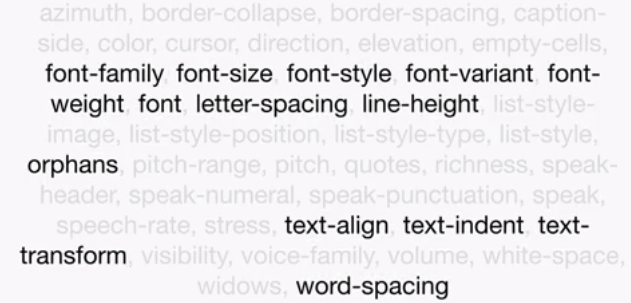 azimuth, border-collapse, border-spacing, caption-
side, color, cursor, direction, elevation, empty-cells,
font-family, font-size, font-style, font-variant, font-
weight, font, letter-spacing, line-height, list-style-
image, list-style-position, list-style-type, list-style,
orphans, pitch-range, pitch, quotes, richness, speak-
header, speak-numeral, speak-punctuation, speak,
speech-rate, stress, text-align, text-indent, text-
transform, visibility, voice-family, volume, white-space,
widows, word-spacing